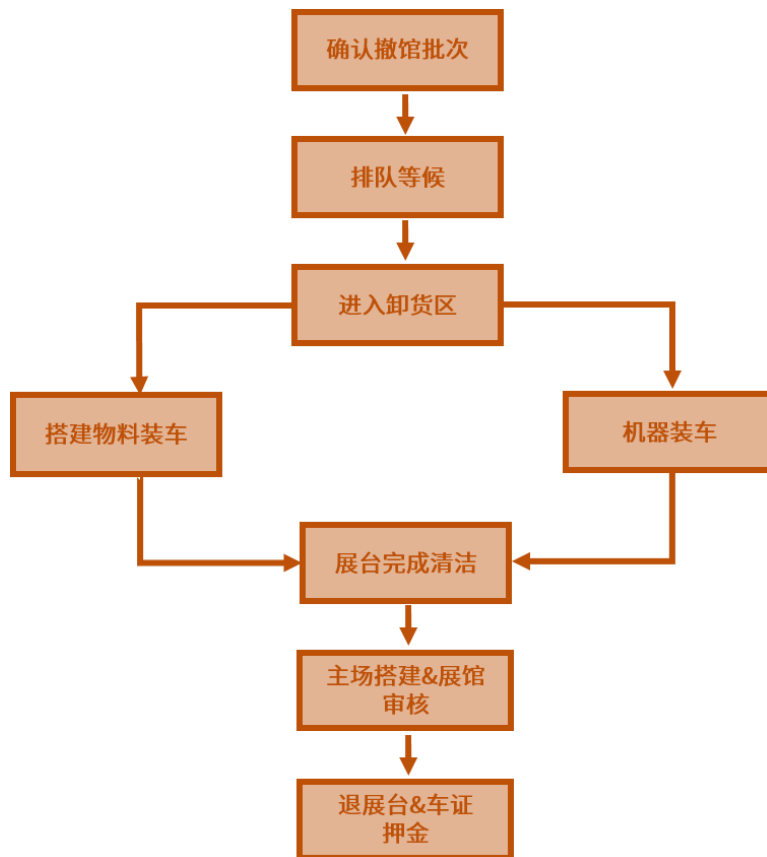 确认撤馆批次
排队等候
进入卸货区
搭建物料装车
机器装车
展台完成清洁
主场搭建&展馆
审核
退展台&车证
押金